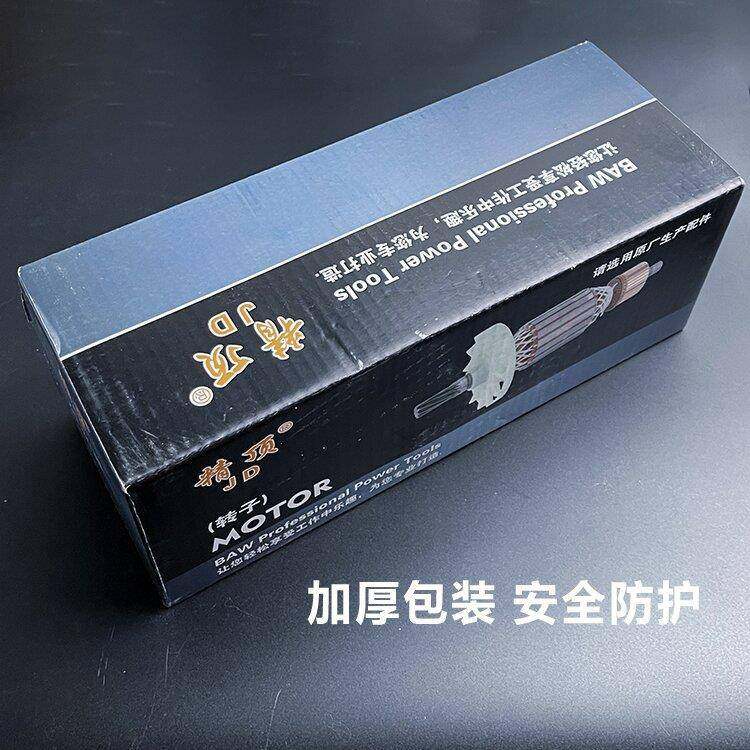 BAW Professional Power Tools
让您轻松享受工作中乐趣，为您专业打造.
精顶®
JD
请选用原厂生产配件
精顶®
JD
(转子)
MOTOR
BAW Professional Power Tools
让您轻松享受工作中乐趣，为您专业打造.
加厚包装 安全防护